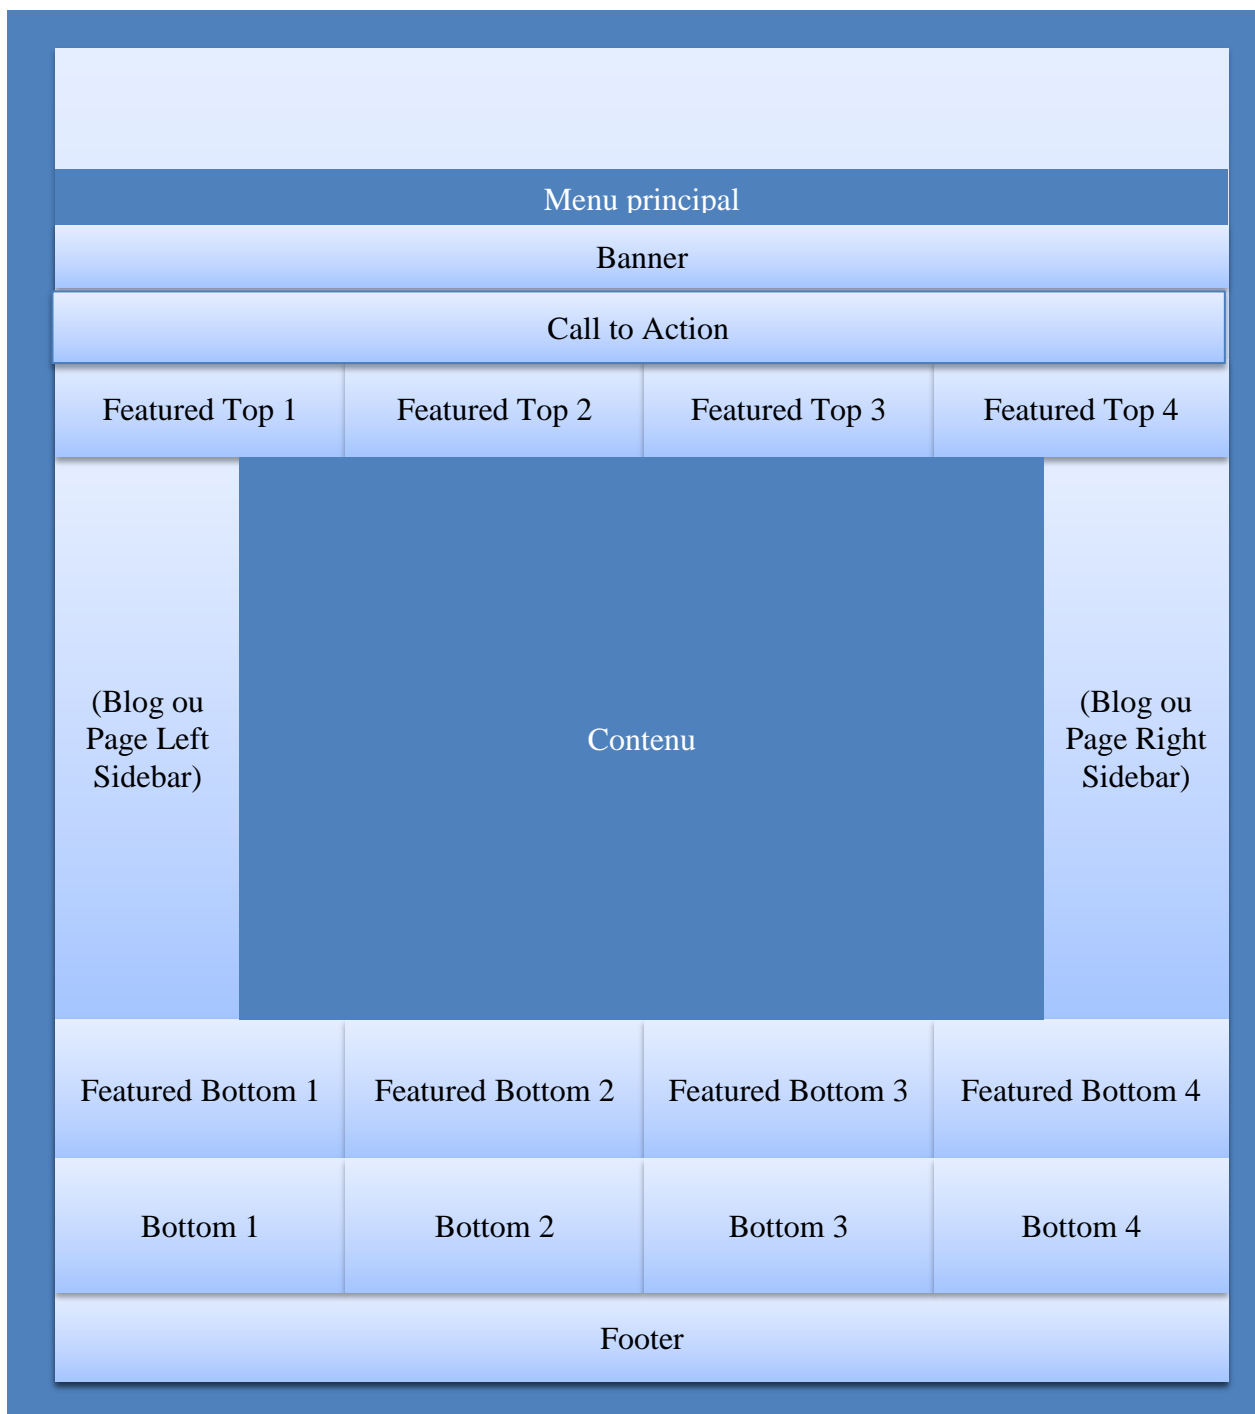 Menu principal
Banner
Call to Action
Featured Top 1
Featured Top 2
Featured Top 3
Featured Top 4
(Blog ou
Page Left
Sidebar)
Contenu
(Blog ou
Page Right
Sidebar)
Featured Bottom 1
Featured Bottom 2
Featured Bottom 3
Featured Bottom 4
Bottom 1
Bottom 2
Bottom 3
Bottom 4
Footer